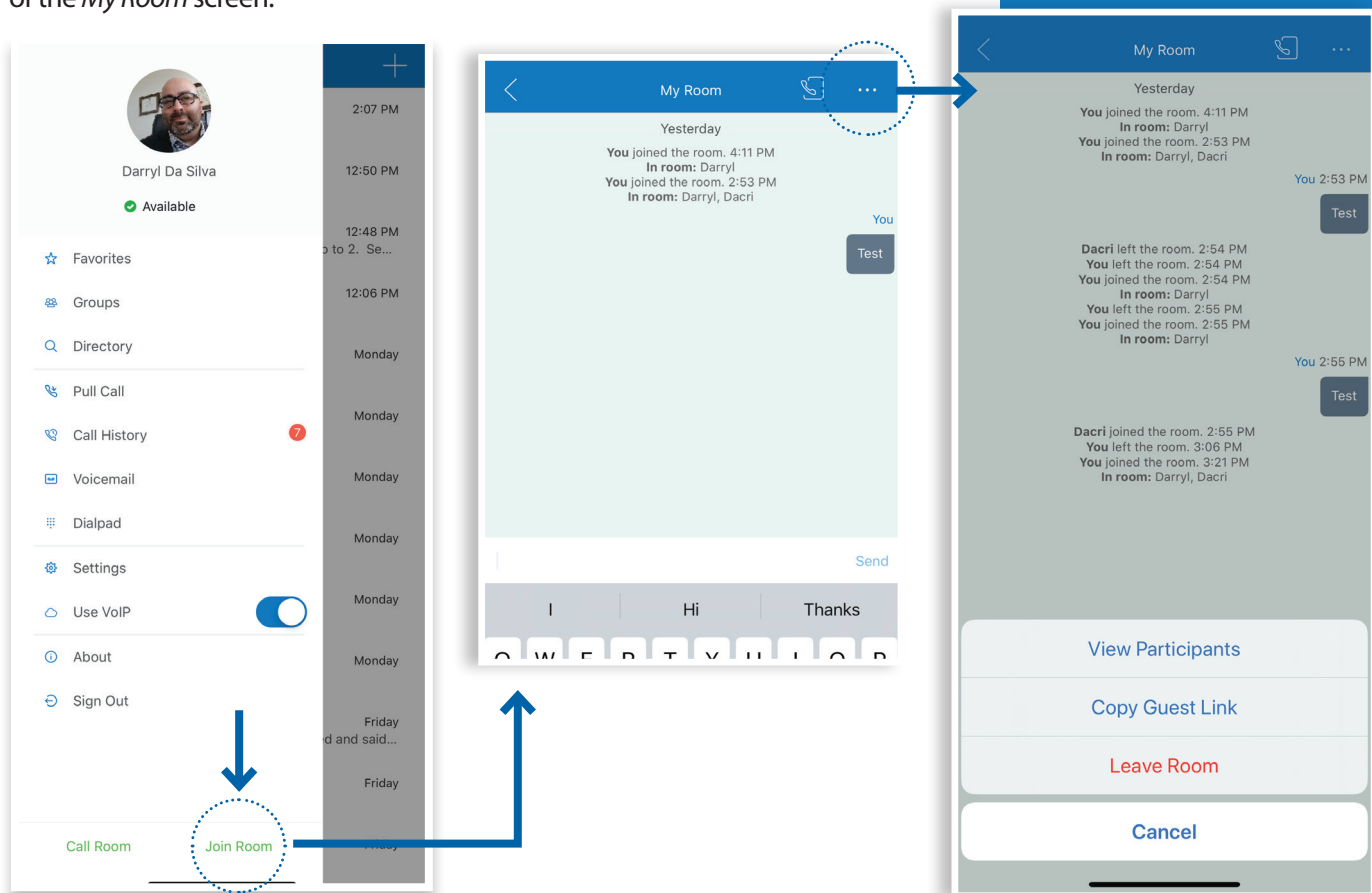 of the My Room screen.
2:07 PM
Darryl Da Silva
12:50 PM
Available
12:48 PM
to 2. Se...
Favorites
12:06 PM
Groups
Directory
Monday
Pull Call
Monday
Call History
7
Voicemail
Monday
Dialpad
Monday
Settings
Use VoIP
Monday
About
Monday
Sign Out
Friday
and said...
Friday
Call Room
Join Room
My Room
Yesterday
You joined the room. 4:11 PM
In room: Darryl
You joined the room. 2:53 PM
In room: Darryl, Dacri
You
Test
Send
I Hi Thanks
Q W E R T Y U I O P
My Room
Yesterday
You joined the room. 4:11 PM
In room: Darryl
You joined the room. 2:53 PM
In room: Darryl, Dacri
You 2:53 PM
Test
Dacri left the room. 2:54 PM
You left the room. 2:54 PM
You joined the room. 2:54 PM
In room: Darryl
You left the room. 2:55 PM
You joined the room. 2:55 PM
In room: Darryl
You 2:55 PM
Test
Dacri joined the room. 2:55 PM
You left the room. 3:06 PM
You joined the room. 3:21 PM
In room: Darryl, Dacri
View Participants
Copy Guest Link
Leave Room
Cancel